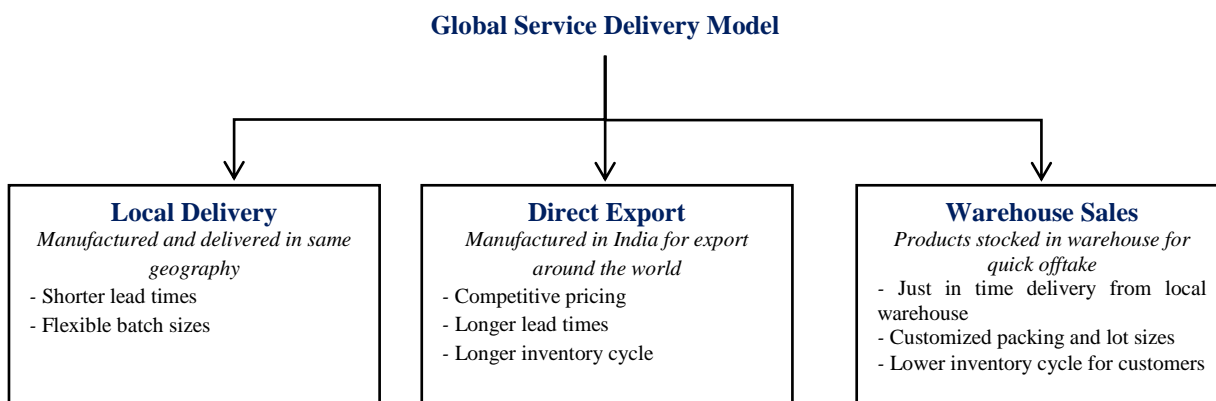 Global Service Delivery Model
Local Delivery
Manufactured and delivered in same
geography
- Shorter lead times
- Flexible batch sizes
Direct Export
Manufactured in India for export
around the world
- Competitive pricing
- Longer lead times
- Longer inventory cycle
Warehouse Sales
Products stocked in warehouse for
quick offtake
- Just in time delivery from local
warehouse
- Customized packing and lot sizes
- Lower inventory cycle for customers